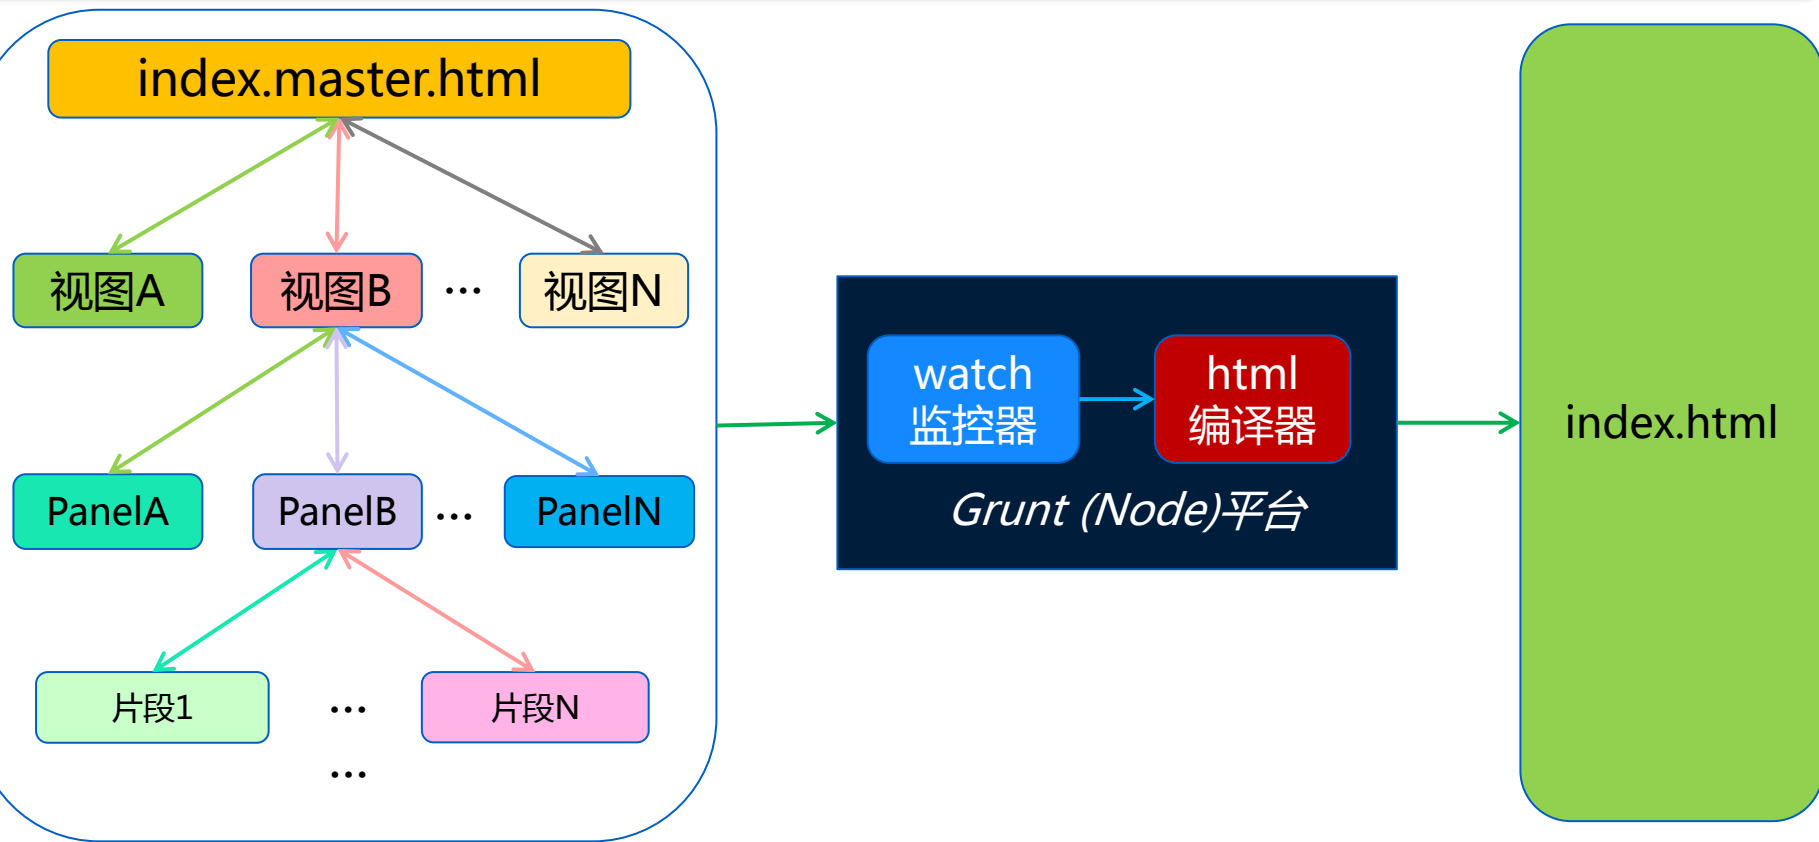 index.master.html
视图A
视图B
...
视图N
PanelA
PanelB
...
PanelN
片段1
...
片段N
...
watch
监控器
html
编译器
Grunt (Node)平台
index.html